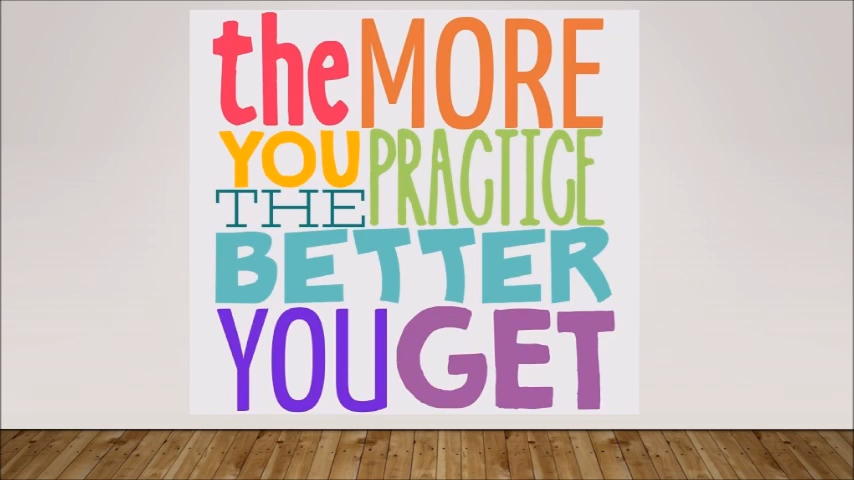 the MORE
YOU PRACTICE
THE
BETTER
YOU GET